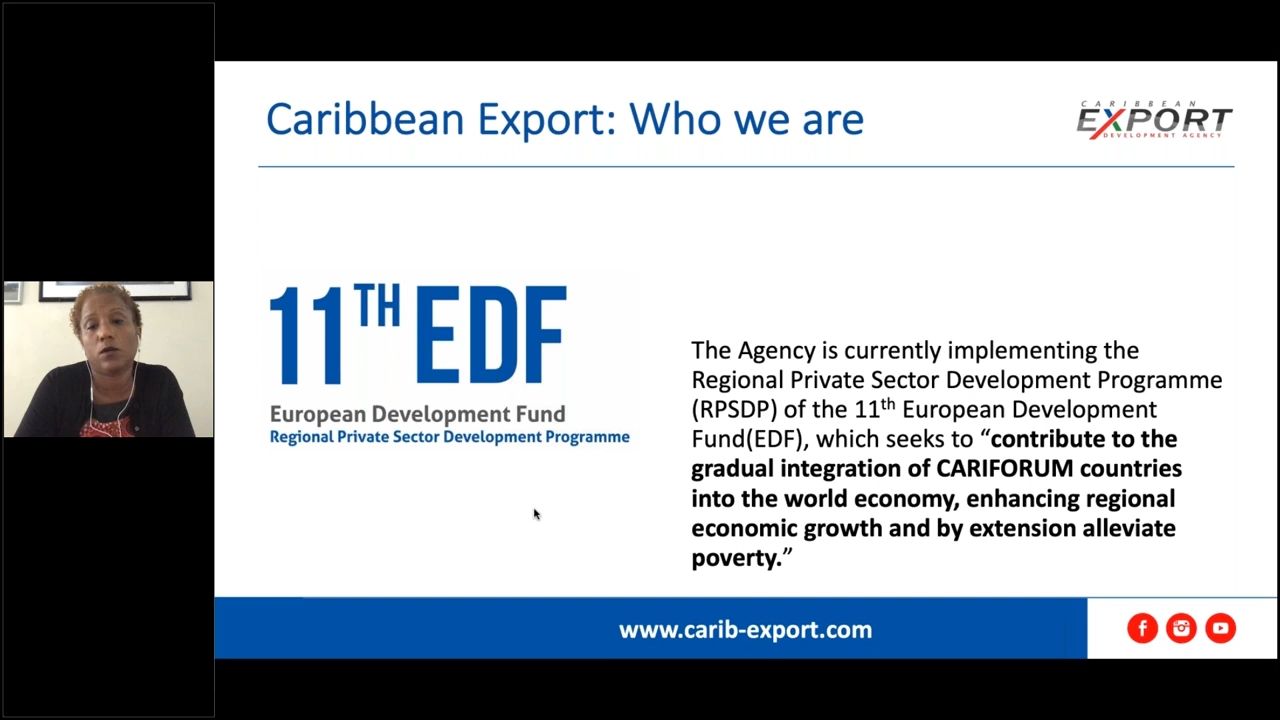 Caribbean Export: Who we are
CARIBBEAN
EXPORT
DEVELOPMENT AGENCY
11TH EDF
European Development Fund
Regional Private Sector Development Programme
The Agency is currently implementing the
Regional Private Sector Development Programme
(RPSDP) of the 11th European Development
Fund(EDF), which seeks to “contribute to the
gradual integration of CARIFORUM countries
into the world economy, enhancing regional
economic growth and by extension alleviate
poverty.”
www.carib-export.com